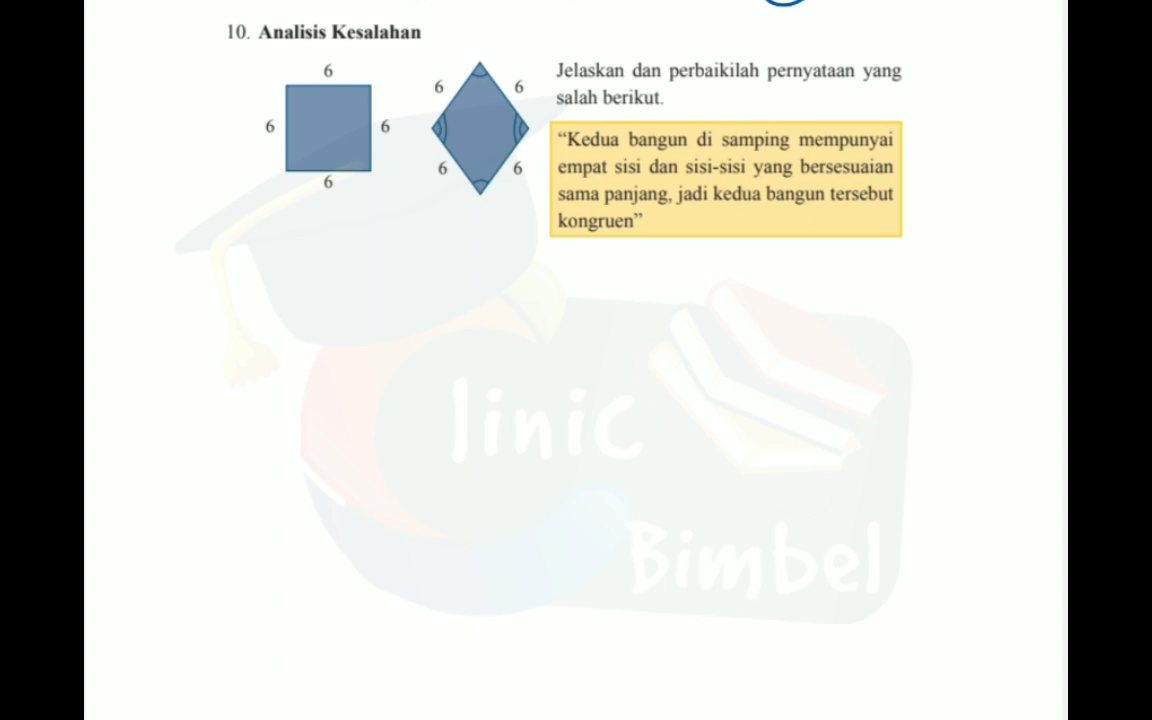 10. Analisis Kesalahan
6
6
6
6
6
6
6
6
Jelaskan dan perbaikilah pernyataan yang
salah berikut.
“Kedua bangun di samping mempunyai
empat sisi dan sisi-sisi yang bersesuaian
sama panjang, jadi kedua bangun tersebut
kongruen”
linic
Bimbel